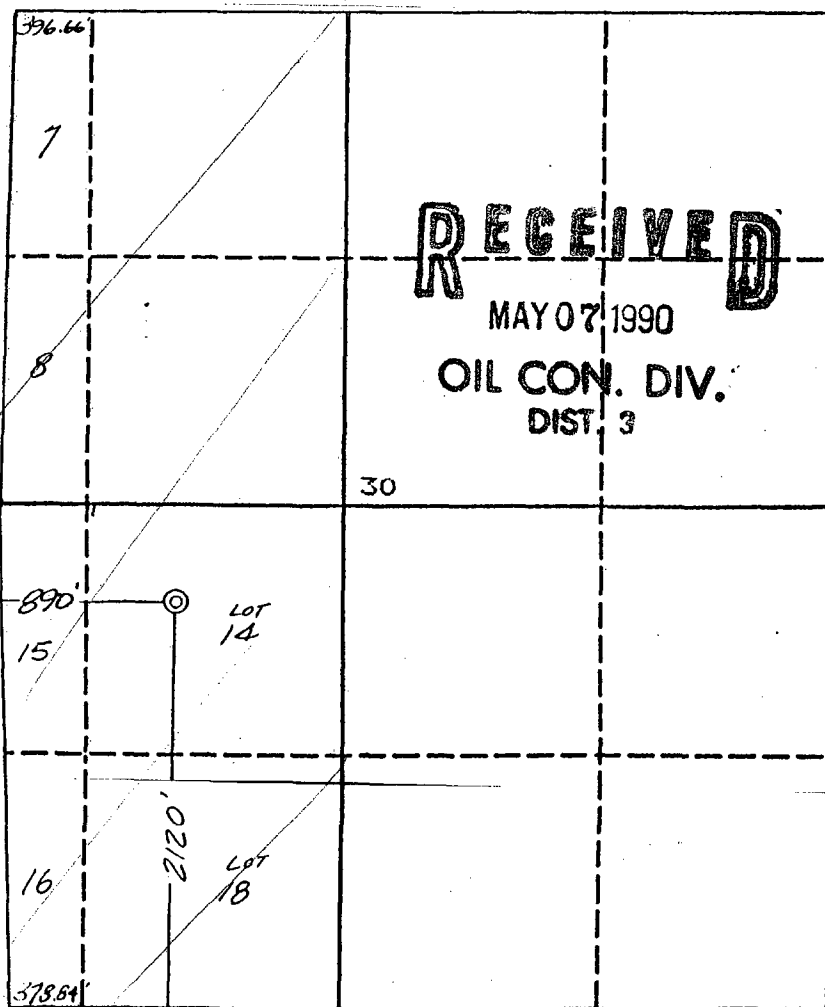 396.66'
7
RECEIVED
MAY 07 1990
8
OIL CON. DIV.
DIST. 3
30
890'
LOT
14
15
2120'
LOT
18
16
378.84'